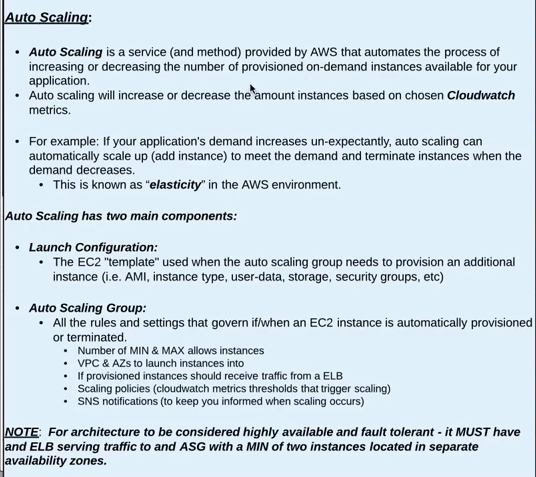 Auto Scaling:
• Auto Scaling is a service (and method) provided by AWS that automates the process of
increasing or decreasing the number of provisioned on-demand instances available for your
application.
• Auto scaling will increase or decrease the amount instances based on chosen Cloudwatch
metrics.
• For example: If your application's demand increases un-expectantly, auto scaling can
automatically scale up (add instance) to meet the demand and terminate instances when the
demand decreases.
• This is known as “elasticity” in the AWS environment.
Auto Scaling has two main components:
• Launch Configuration:
• The EC2 "template" used when the auto scaling group needs to provision an additional
instance (i.e. AMI, instance type, user-data, storage, security groups, etc)
• Auto Scaling Group:
• All the rules and settings that govern if/when an EC2 instance is automatically provisioned
or terminated.
• Number of MIN & MAX allows instances
• VPC & AZs to launch instances into
• If provisioned instances should receive traffic from a ELB
• Scaling policies (cloudwatch metrics thresholds that trigger scaling)
• SNS notifications (to keep you informed when scaling occurs)
NOTE: For architecture to be considered highly available and fault tolerant - it MUST have
and ELB serving traffic to and ASG with a MIN of two instances located in separate
availability zones.